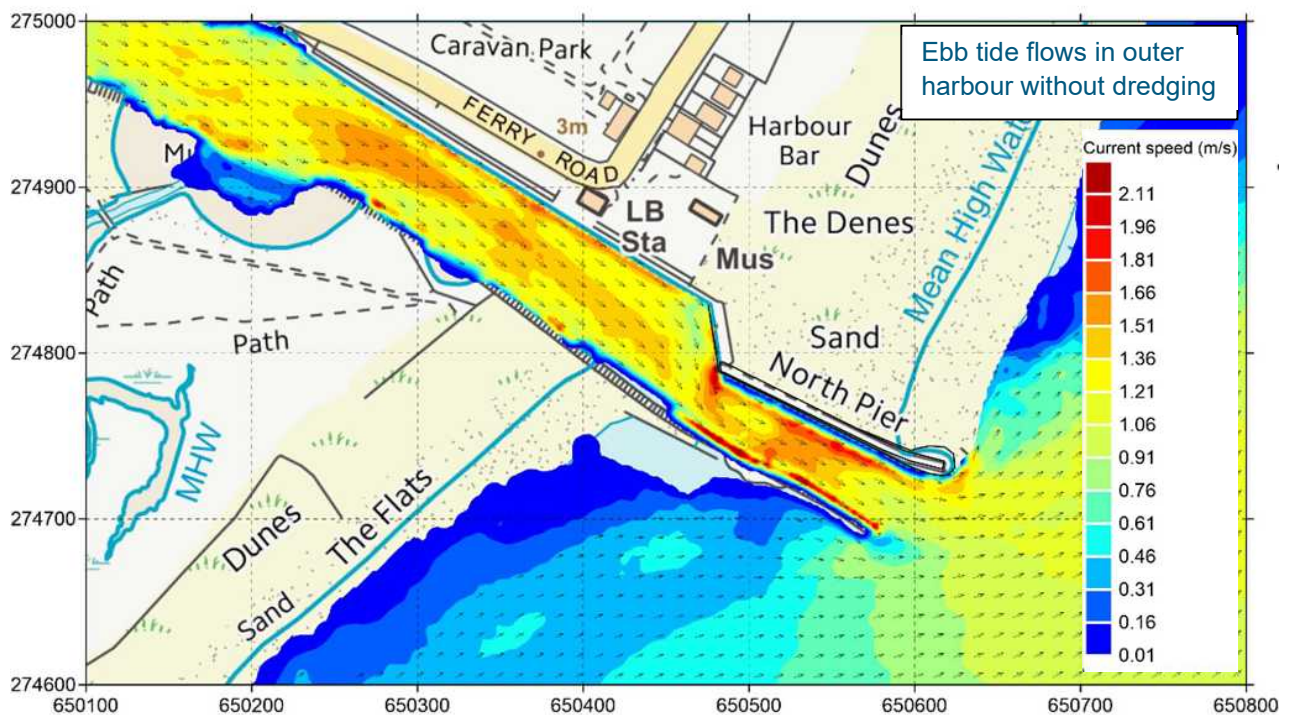 275000
274900
274800
274700
274600
650100
650200
650300
650400
650500
650600
650700
650800
Ebb tide flows in outer
harbour without dredging
Current speed (m/s)
2.11
1.96
1.81
1.66
1.51
1.36
1.21
1.06
0.91
0.76
0.61
0.46
0.31
0.16
0.01
Caravan Park
FERRY ROAD
3m
Harbour
Bar
Dunes
The Denes
Mean High Wate
LB
Sta
Mus
Sand
North Pier
Path
Path
MHW
Dunes
The Flats
Sand